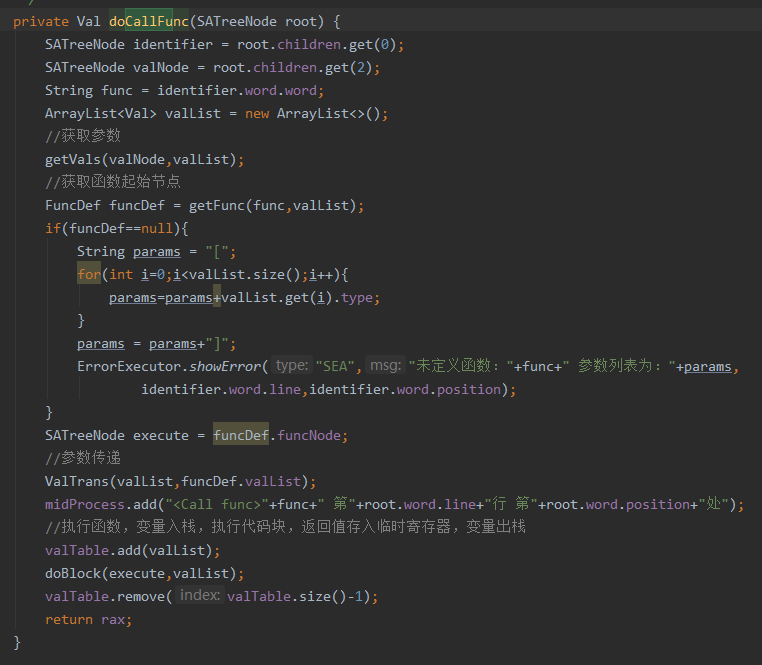 private Val doCallFunc(SATreeNode root) {
    SATreeNode identifier = root.children.get(0);
    SATreeNode valNode = root.children.get(2);
    String func = identifier.word.word;
    ArrayList<Val> valList = new ArrayList<>();
    //获取参数
    getVals(valNode,valList);
    //获取函数起始节点
    FuncDef funcDef = getFunc(func,valList);
    if(funcDef==null){
        String params = "[";
        for(int i=0;i<valList.size();i++){
            params=params+valList.get(i).type;
        }
        params = params+"]";
        ErrorExecutor.showError( type: "SEA", msg: "未定义函数："+func+" 参数列表为："+params,
                identifier.word.line,identifier.word.position);
    }
    SATreeNode execute = funcDef.funcNode;
    //参数传递
    ValTrans(valList,funcDef.valList);
    midProcess.add("<Call func>"+func+" 第"+root.word.line+"行 第"+root.word.position+"处");
    //执行函数，变量入栈，执行代码块，返回值存入临时寄存器，变量出栈
    valTable.add(valList);
    doBlock(execute,valList);
    valTable.remove( index: valTable.size()-1);
    return rax;
}